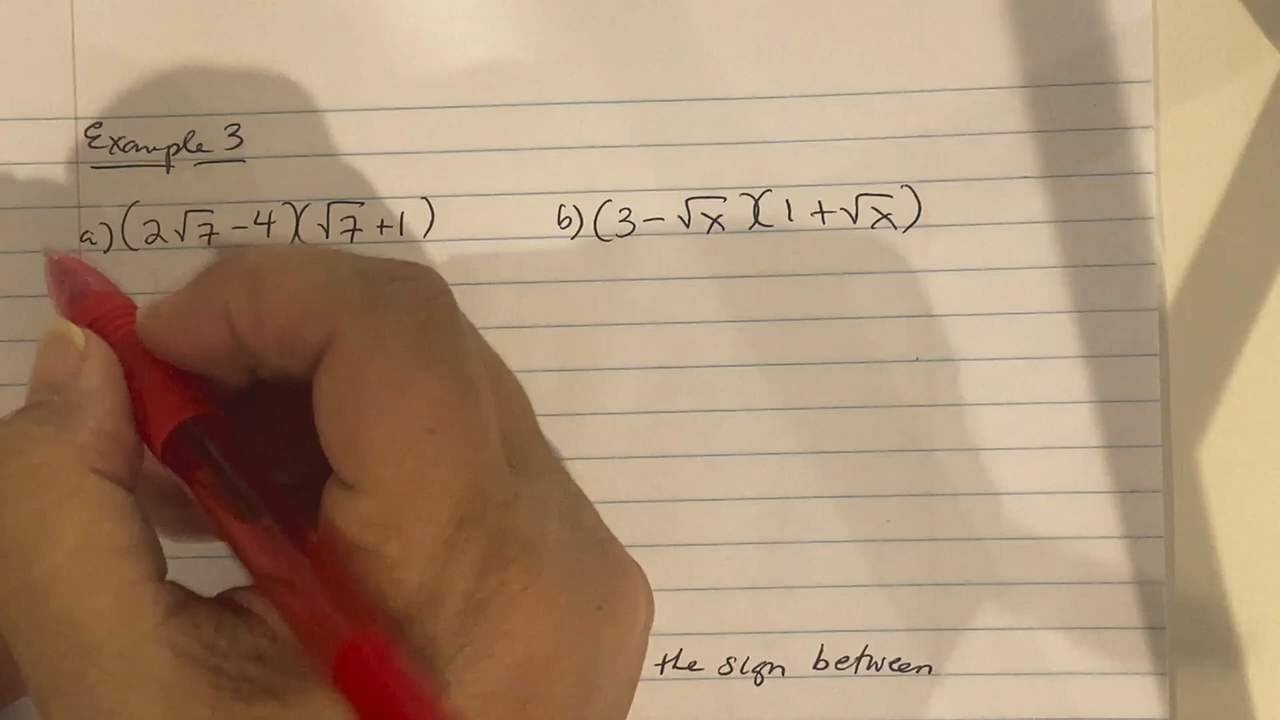 Example 3
a) (2√7 - 4)(√7 + 1) b) (3 - √x)(1 + √x)
the sign between